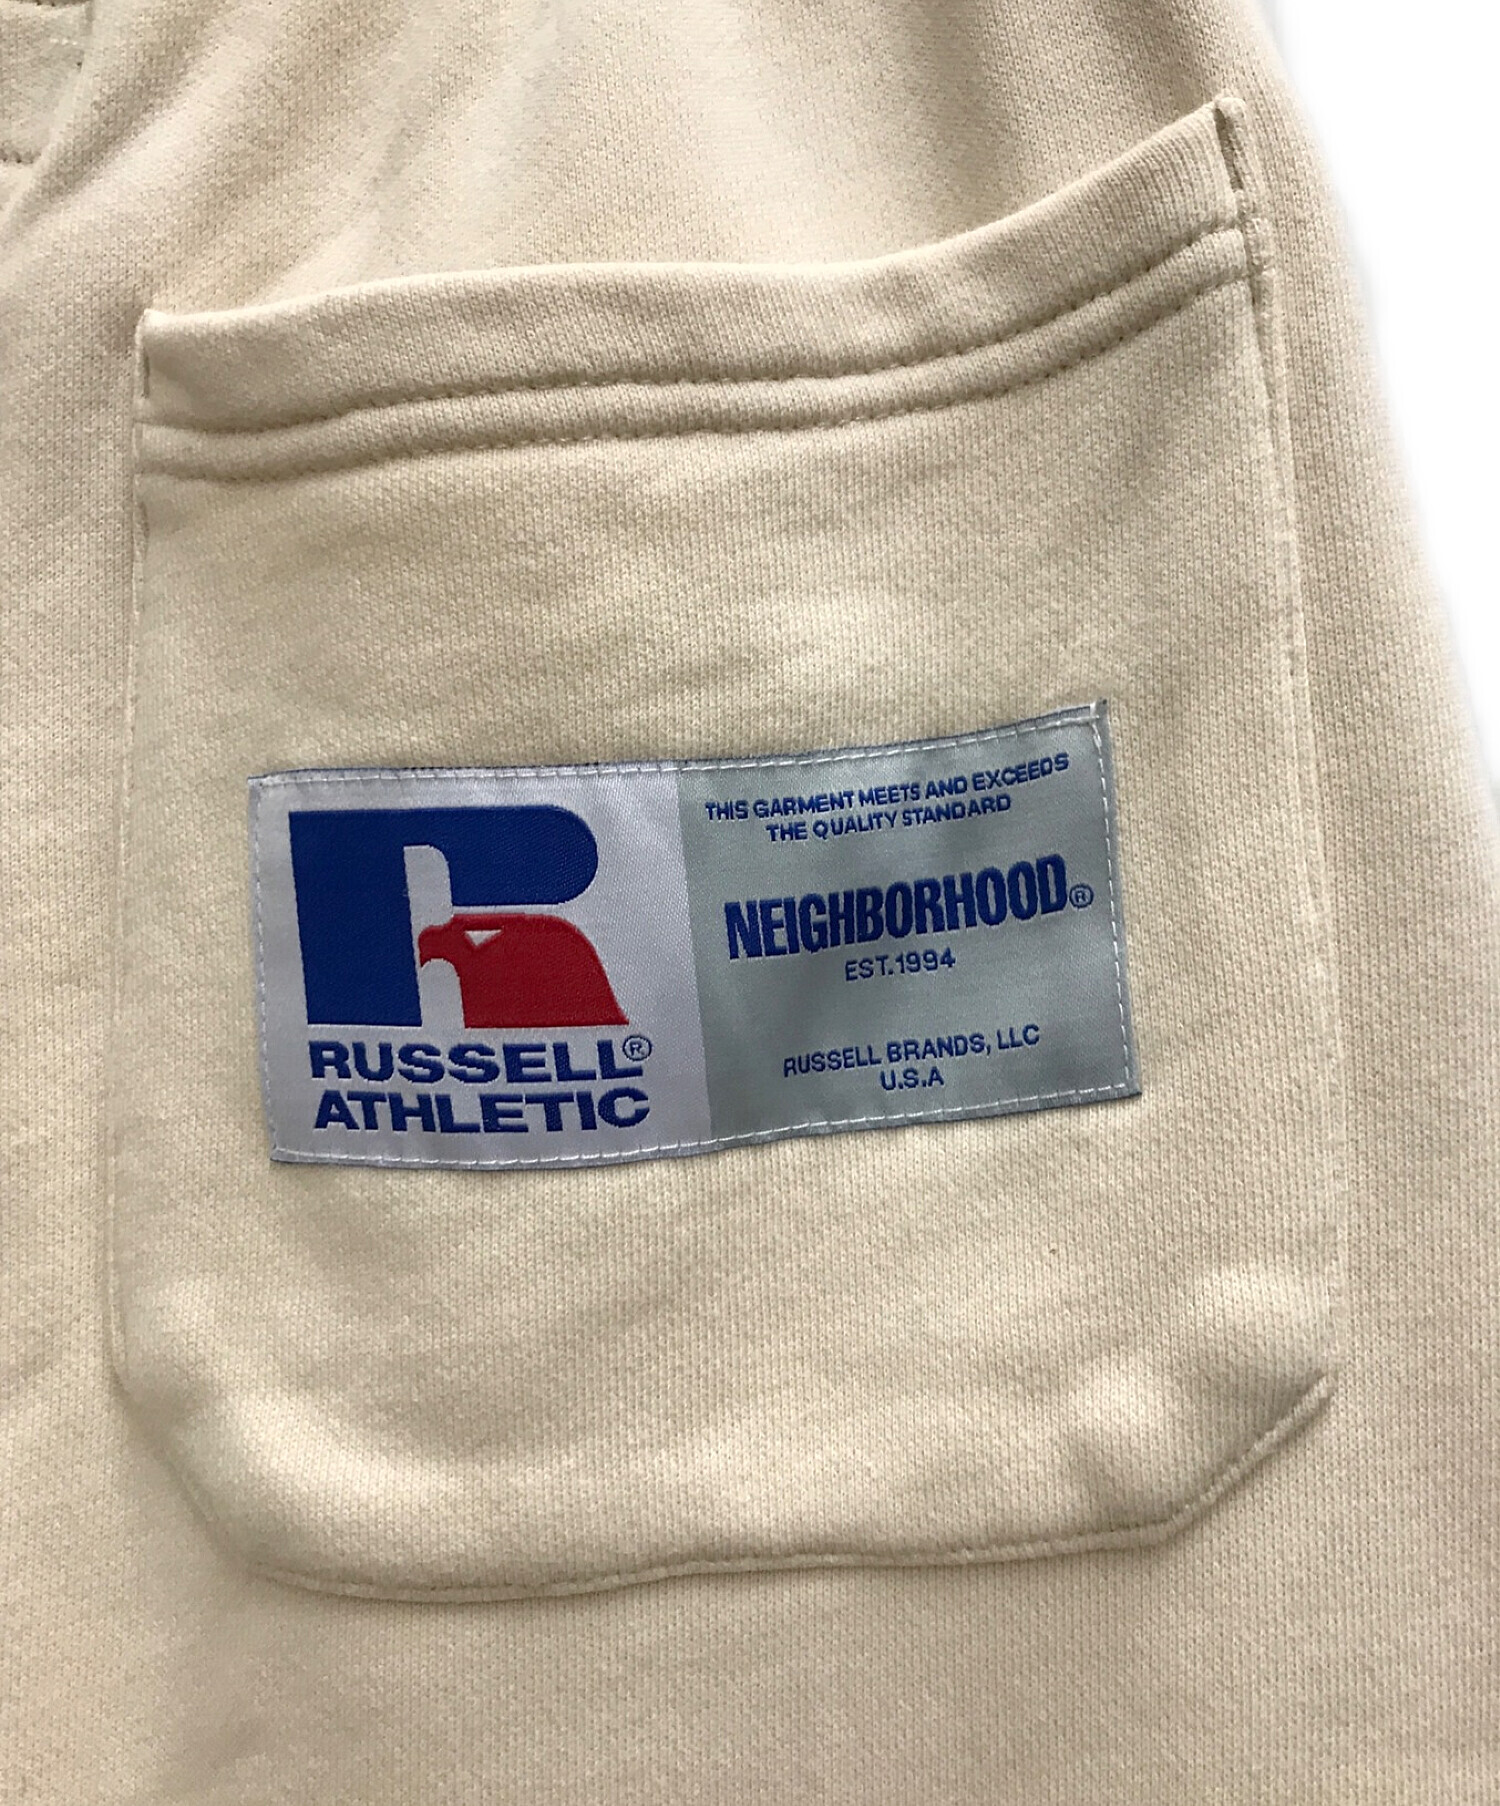 R
RUSSELL®
ATHLETIC
THIS GARMENT MEETS AND EXCEEDS
THE QUALITY STANDARD
NEIGHBORHOOD®
EST.1994
RUSSELL BRANDS, LLC
U.S.A